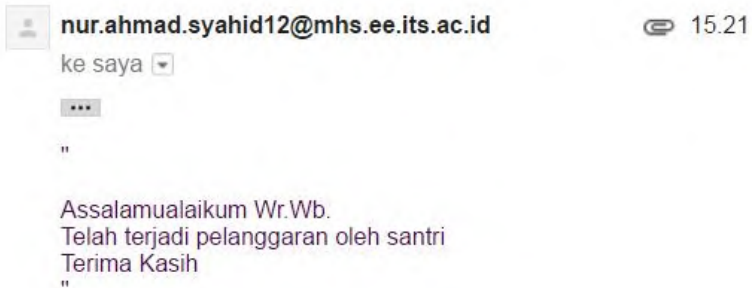 nur.ahmad.syahid12@mhs.ee.its.ac.id 15.21
ke saya
"
Assalamualaikum Wr.Wb.
Telah terjadi pelanggaran oleh santri
Terima Kasih
"